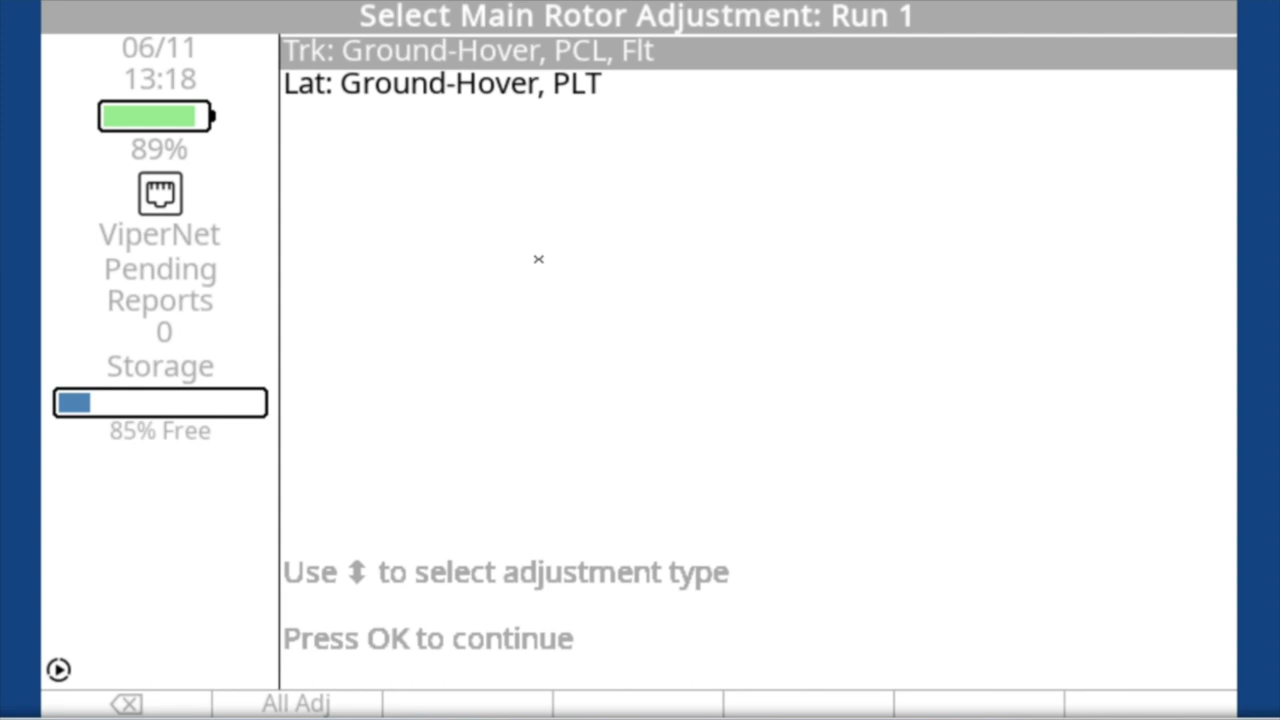 Select Main Rotor Adjustment: Run 1
06/11
13:18
89%
ViperNet
Pending
Reports
0
Storage
85% Free
Trk: Ground-Hover, PCL, Flt
Lat: Ground-Hover, PLT
Use ⬍ to select adjustment type
Press OK to continue
All Adj